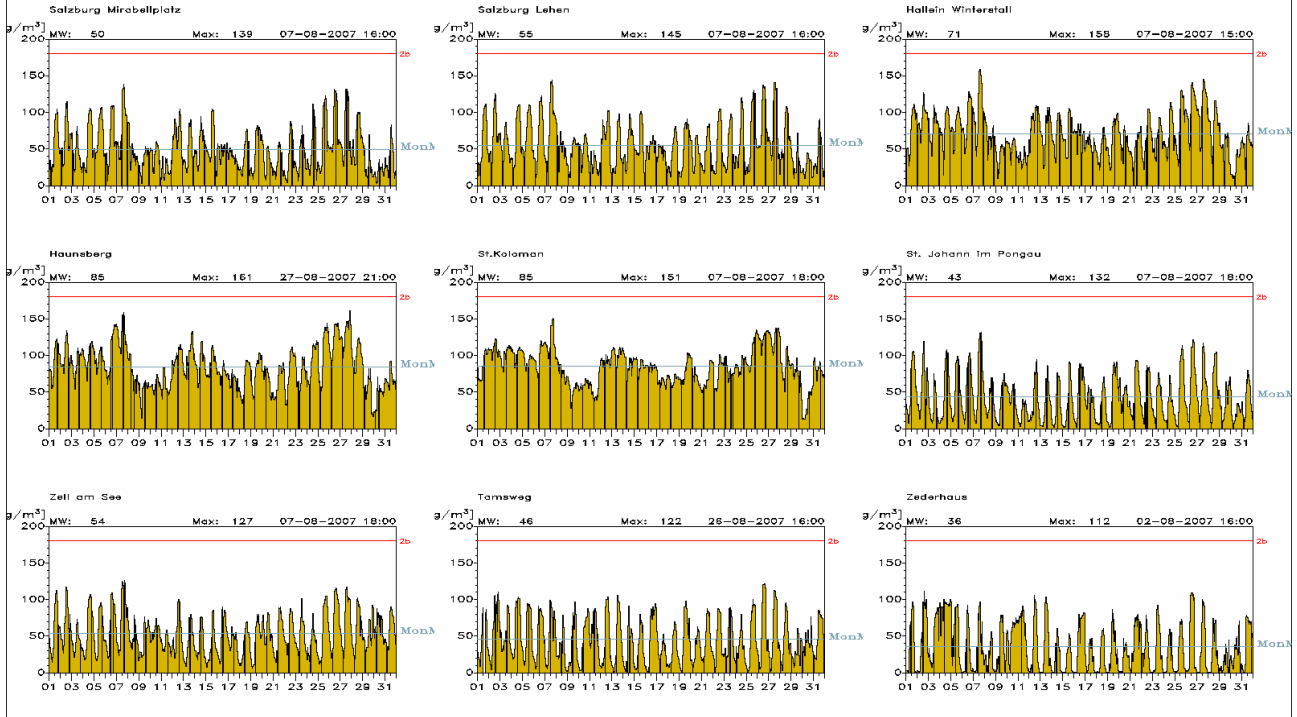 Salzburg Mirabellplatz
g/m³] MW: 50 Max: 139 07-08-2007 16:00
200
2b
150
100
MonM
50
0
01 03 05 07 09 11 13 15 17 19 21 23 25 27 29 31
Salzburg Lehen
g/m³] MW: 55 Max: 145 07-08-2007 16:00
200
2b
150
100
MonM
50
0
01 03 05 07 09 11 13 15 17 19 21 23 25 27 29 31
Hallein Winterstall
g/m³] MW: 71 Max: 158 07-08-2007 15:00
200
2b
150
100
MonM
50
0
01 03 05 07 09 11 13 15 17 19 21 23 25 27 29 31
Haunsberg
g/m³] MW: 85 Max: 161 27-08-2007 21:00
200
2b
150
100
MonM
50
0
01 03 05 07 09 11 13 15 17 19 21 23 25 27 29 31
St.Koloman
g/m³] MW: 85 Max: 151 07-08-2007 18:00
200
2b
150
100
MonM
50
0
01 03 05 07 09 11 13 15 17 19 21 23 25 27 29 31
St. Johann im Pongau
g/m³] MW: 43 Max: 132 07-08-2007 18:00
200
2b
150
100
MonM
50
0
01 03 05 07 09 11 13 15 17 19 21 23 25 27 29 31
Zell am See
g/m³] MW: 54 Max: 127 07-08-2007 18:00
200
2b
150
100
MonM
50
0
01 03 05 07 09 11 13 15 17 19 21 23 25 27 29 31
Tamsweg
g/m³] MW: 46 Max: 122 26-08-2007 16:00
200
2b
150
100
MonM
50
0
01 03 05 07 09 11 13 15 17 19 21 23 25 27 29 31
Zederhaus
g/m³] MW: 36 Max: 112 02-08-2007 16:00
200
2b
150
100
MonM
50
0
01 03 05 07 09 11 13 15 17 19 21 23 25 27 29 31